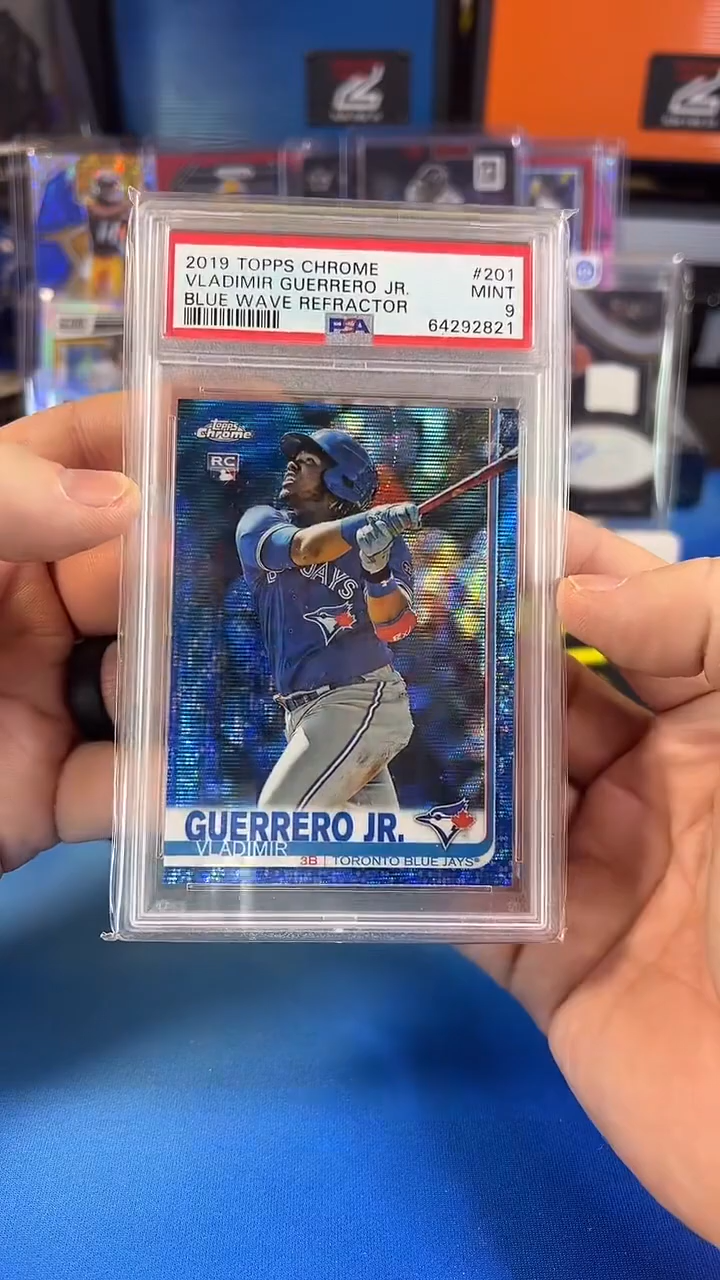 2019 TOPPS CHROME #201
VLADIMIR GUERRERO JR. MINT
BLUE WAVE REFRACTOR 9
PSA 64292821
Topps
Chrome
RC
JAYS
GUERRERO JR.
VLADIMIR
3B | TORONTO BLUE JAYS®